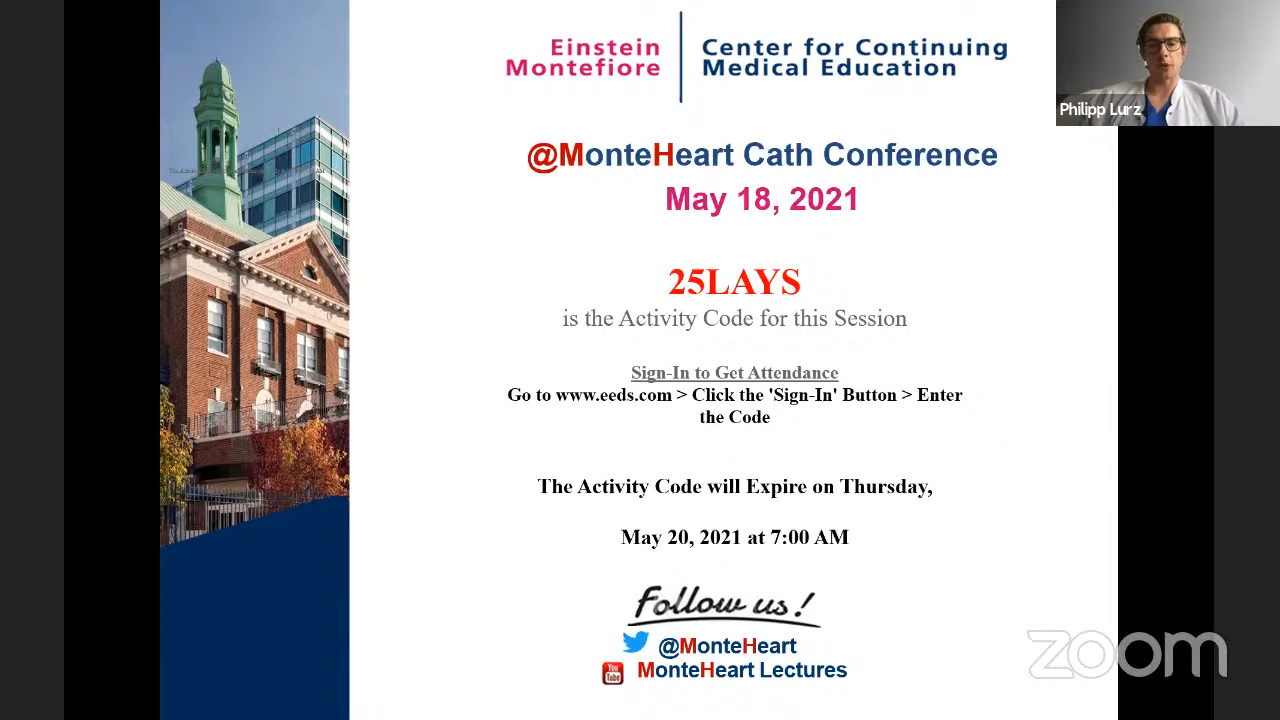 Einstein
Montefiore
Center for Continuing
Medical Education
Philipp Lurz
@MonteHeart Cath Conference
May 18, 2021
25LAYS
is the Activity Code for this Session
Sign-In to Get Attendance
Go to www.eeds.com > Click the 'Sign-In' Button > Enter
the Code
The Activity Code will Expire on Thursday,
May 20, 2021 at 7:00 AM
Follow us!
@MonteHeart
You
Tube
MonteHeart Lectures
zoom